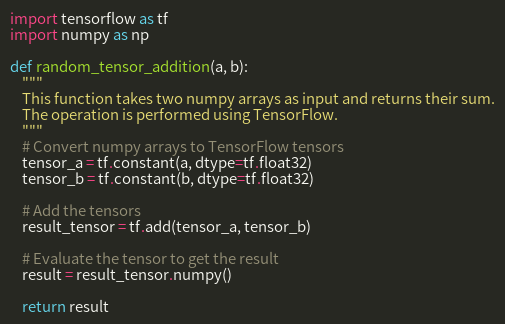 import tensorflow as tf
import numpy as np

def random_tensor_addition(a, b):
    """
    This function takes two numpy arrays as input and returns their sum.
    The operation is performed using TensorFlow.
    """
    # Convert numpy arrays to TensorFlow tensors
    tensor_a = tf.constant(a, dtype=tf.float32)
    tensor_b = tf.constant(b, dtype=tf.float32)

    # Add the tensors
    result_tensor = tf.add(tensor_a, tensor_b)

    # Evaluate the tensor to get the result
    result = result_tensor.numpy()

    return result